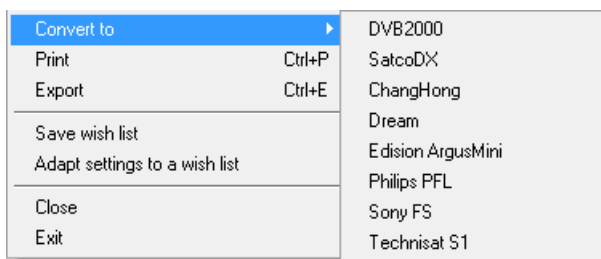 Convert to
Print Ctrl+P
Export Ctrl+E
Save wish list
Adapt settings to a wish list
Close
Exit
DVB2000
SatcoDX
ChangHong
Dream
Edision ArgusMini
Philips PFL
Sony FS
Technisat S1